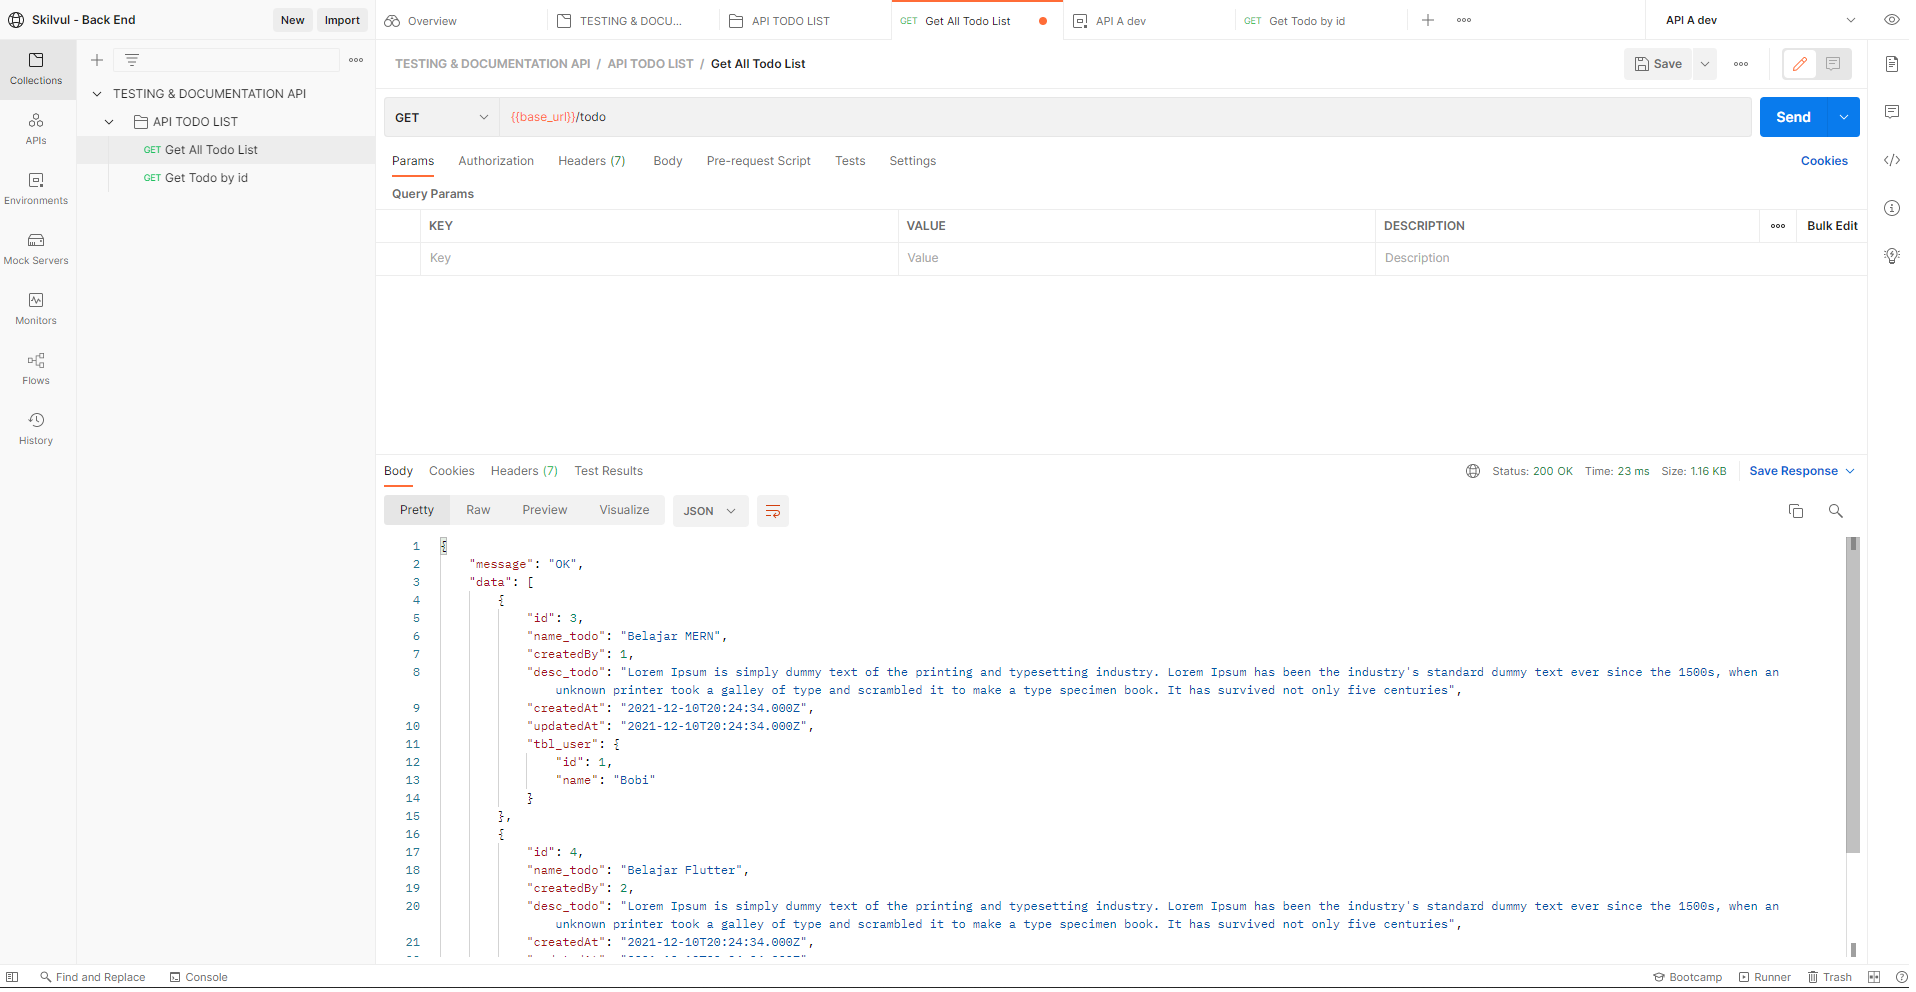 Skilvul - Back End
New
Import
Overview
TESTING & DOCU...
API TODO LIST
GET Get All Todo List
API A dev
GET Get Todo by id
API A dev
Collections
APIs
Environments
Mock Servers
Monitors
Flows
History
TESTING & DOCUMENTATION API
API TODO LIST
GET Get All Todo List
GET Get Todo by id
TESTING & DOCUMENTATION API / API TODO LIST / Get All Todo List
Save
GET
{{base_url}}/todo
Send
Params Authorization Headers (7) Body Pre-request Script Tests Settings
Cookies
Query Params
KEY VALUE DESCRIPTION Bulk Edit
Key Value Description
Body Cookies Headers (7) Test Results
Status: 200 OK Time: 23 ms Size: 1.16 KB Save Response
Pretty Raw Preview Visualize JSON
1 {
2 "message": "OK",
3 "data": [
4 {
5 "id": 3,
6 "name_todo": "Belajar MERN",
7 "createdBy": 1,
8 "desc_todo": "Lorem Ipsum is simply dummy text of the printing and typesetting industry. Lorem Ipsum has been the industry's standard dummy text ever since the 1500s, when an
unknown printer took a galley of type and scrambled it to make a type specimen book. It has survived not only five centuries",
9 "createdAt": "2021-12-10T20:24:34.000Z",
10 "updatedAt": "2021-12-10T20:24:34.000Z",
11 "tbl_user": {
12 "id": 1,
13 "name": "Bobi"
14 }
15 },
16 {
17 "id": 4,
18 "name_todo": "Belajar Flutter",
19 "createdBy": 2,
20 "desc_todo": "Lorem Ipsum is simply dummy text of the printing and typesetting industry. Lorem Ipsum has been the industry's standard dummy text ever since the 1500s, when an
unknown printer took a galley of type and scrambled it to make a type specimen book. It has survived not only five centuries",
21 "createdAt": "2021-12-10T20:24:34.000Z",
Find and Replace Console
Bootcamp Runner Trash